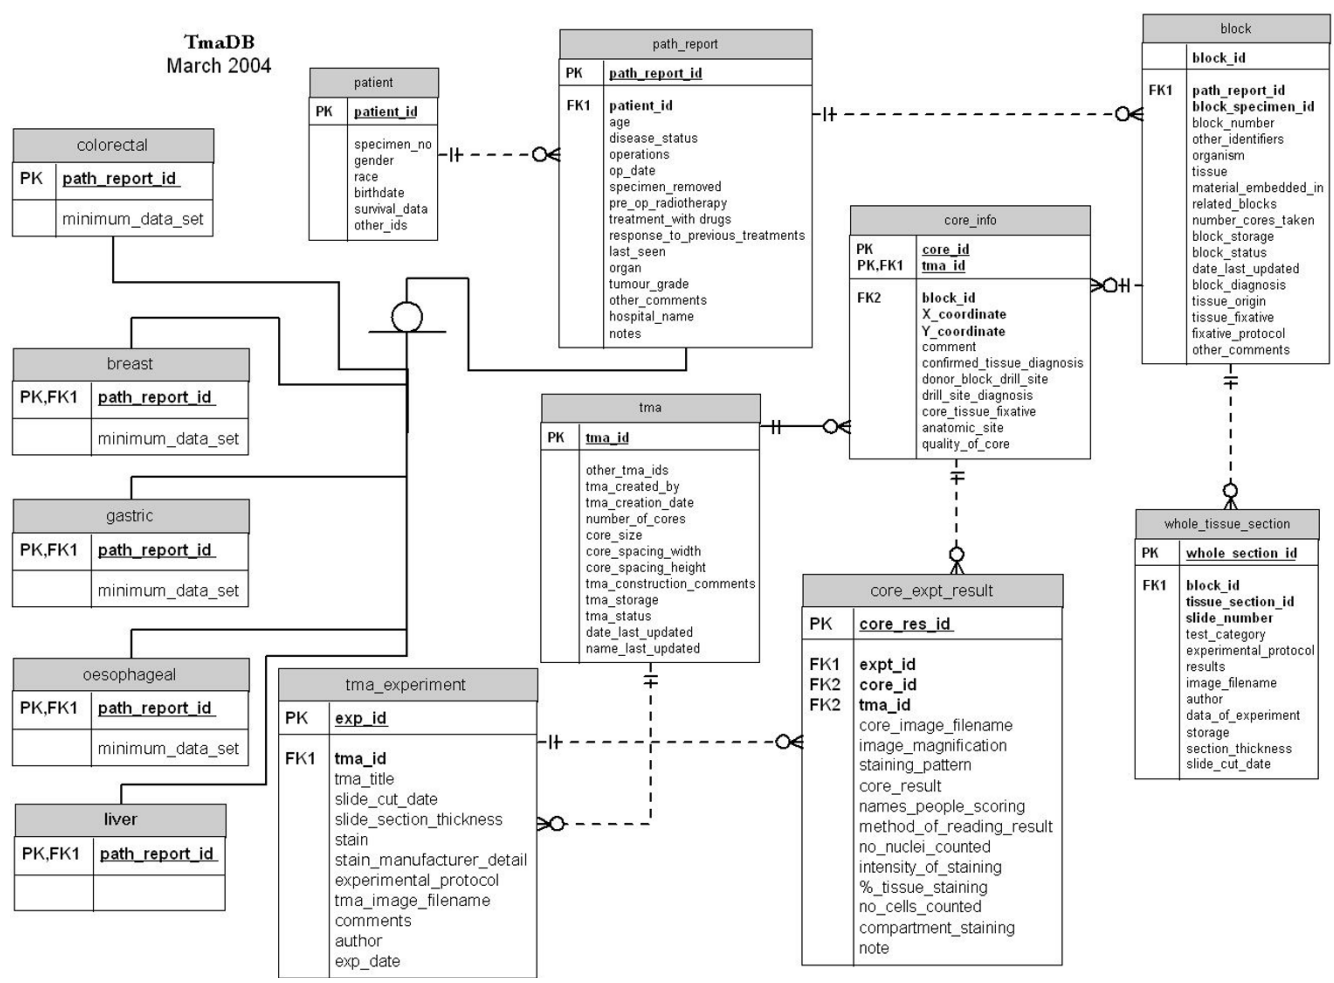 TmaDB
March 2004
colorectal
PK path_report_id
minimum_data_set
breast
PK,FK1 path_report_id
minimum_data_set
gastric
PK,FK1 path_report_id
minimum_data_set
oesophageal
PK,FK1 path_report_id
minimum_data_set
liver
PK,FK1 path_report_id
patient
PK patient_id
specimen_no
gender
race
birthdate
survival_data
other_ids
path_report
PK path_report_id
FK1 patient_id
age
disease_status
operations
op_date
specimen_removed
pre_op_radiotherapy
treatment_with drugs
response_to_previous_treatments
last_seen
organ
tumour_grade
other_comments
hospital_name
notes
block
block_id
FK1 path_report_id
block_specimen_id
block_number
other_identifiers
organism
tissue
material_embedded_in
related_blocks
number_cores_taken
block_storage
block_status
date_last_updated
block_diagnosis
tissue_origin
tissue_fixative
fixative_protocol
other_comments
core_info
PK core_id
PK,FK1 tma_id
FK2 block_id
X_coordinate
Y_coordinate
comment
confirmed_tissue_diagnosis
donor_block_drill_site
drill_site_diagnosis
core_tissue_fixative
anatomic_site
quality_of_core
tma
PK tma_id
other_tma_ids
tma_created_by
tma_creation_date
number_of_cores
core_size
core_spacing_width
core_spacing_height
tma_construction_comments
tma_storage
tma_status
date_last_updated
name_last_updated
whole_tissue_section
PK whole_section_id
FK1 block_id
tissue_section_id
slide_number
test_category
experimental_protocol
results
image_filename
author
data_of_experiment
storage
section_thickness
slide_cut_date
tma_experiment
PK exp_id
FK1 tma_id
tma_title
slide_cut_date
slide_section_thickness
stain
stain_manufacturer_detail
experimental_protocol
tma_image_filename
comments
author
exp_date
core_expt_result
PK core_res_id
FK1 expt_id
FK2 core_id
FK2 tma_id
core_image_filename
image_magnification
staining_pattern
core_result
names_people_scoring
method_of_reading_result
no_nuclei_counted
intensity_of_staining
%_tissue_staining
no_cells_counted
compartment_staining
note